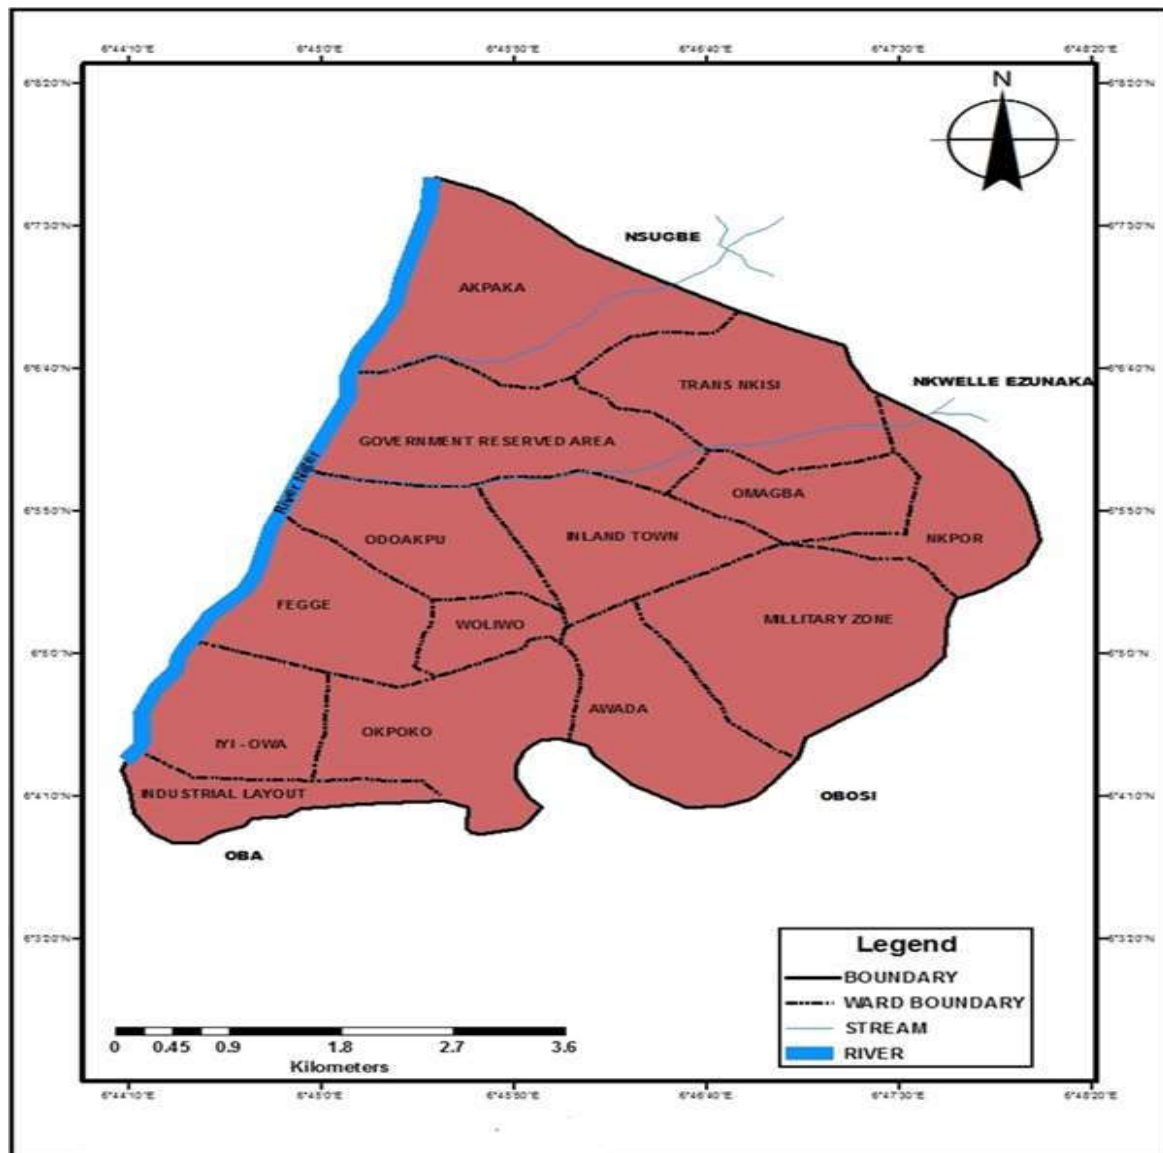 6°44'10"E 6°45'0"E 6°45'50"E 6°46'40"E 6°47'30"E 6°48'20"E
6°8'20"N 6°8'20"N
N
6°7'30"N 6°7'30"N
NSUGBE
AKPAKA
6°6'40"N 6°6'40"N
TRANS NKISI
NKWELLE EZUNAKA
GOVERNMENT RESERVED AREA
River Niger
OMAGBA
6°5'50"N 6°5'50"N
ODOAKPU
INLAND TOWN
NKPOR
FEGGE
WOLIWO
MILLITARY ZONE
6°5'0"N 6°5'0"N
AWADA
IYI - OWA
OKPOKO
INDUSTRIAL LAYOUT
6°4'10"N 6°4'10"N
OBOSI
OBA
6°3'20"N 6°3'20"N
Legend
BOUNDARY
WARD BOUNDARY
STREAM
RIVER
0 0.45 0.9 1.8 2.7 3.6
Kilometers
6°44'10"E 6°45'0"E 6°45'50"E 6°46'40"E 6°47'30"E 6°48'20"E